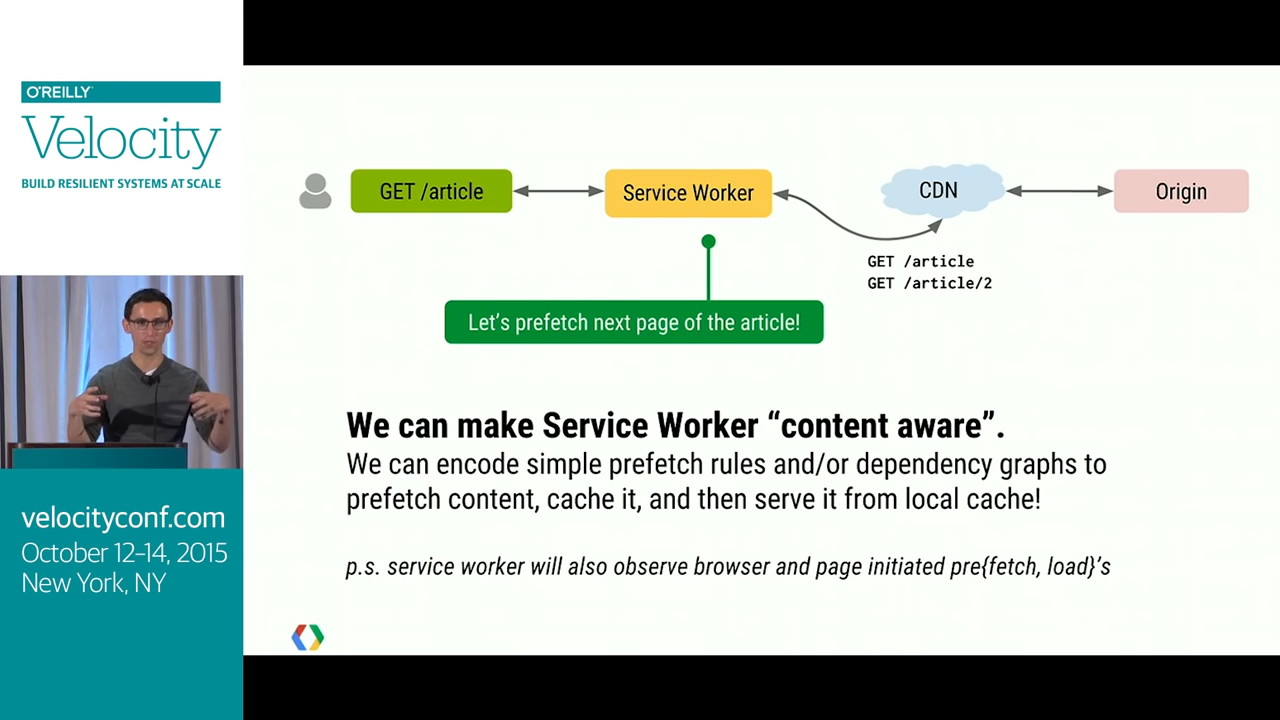 O'REILLY
Velocity
BUILD RESILIENT SYSTEMS AT SCALE
GET /article
Service Worker
CDN
Origin
GET /article
GET /article/2
Let's prefetch next page of the article!
We can make Service Worker “content aware”.
We can encode simple prefetch rules and/or dependency graphs to
prefetch content, cache it, and then serve it from local cache!
p.s. service worker will also observe browser and page initiated pre{fetch, load}'s
velocityconf.com
October 12–14, 2015
New York, NY